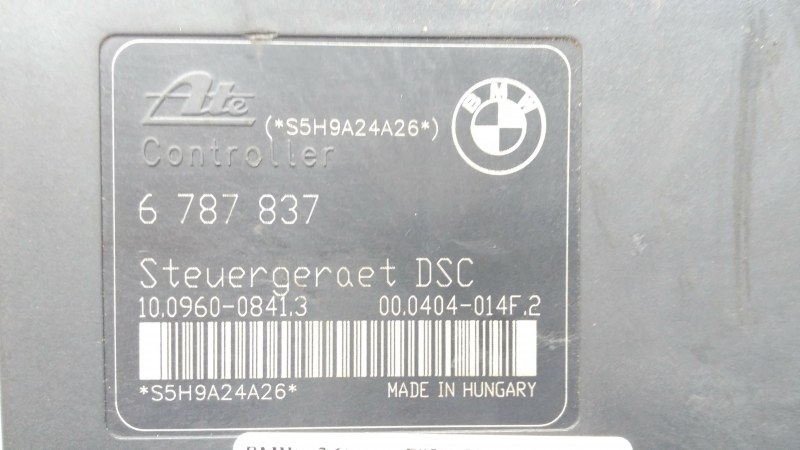 Ate
(*S5H9A24A26*)
BMW
Controller
6 787 837
Steuergeraet DSC
10.0960-0841.3 00.0404-014F.2
*S5H9A24A26* MADE IN HUNGARY